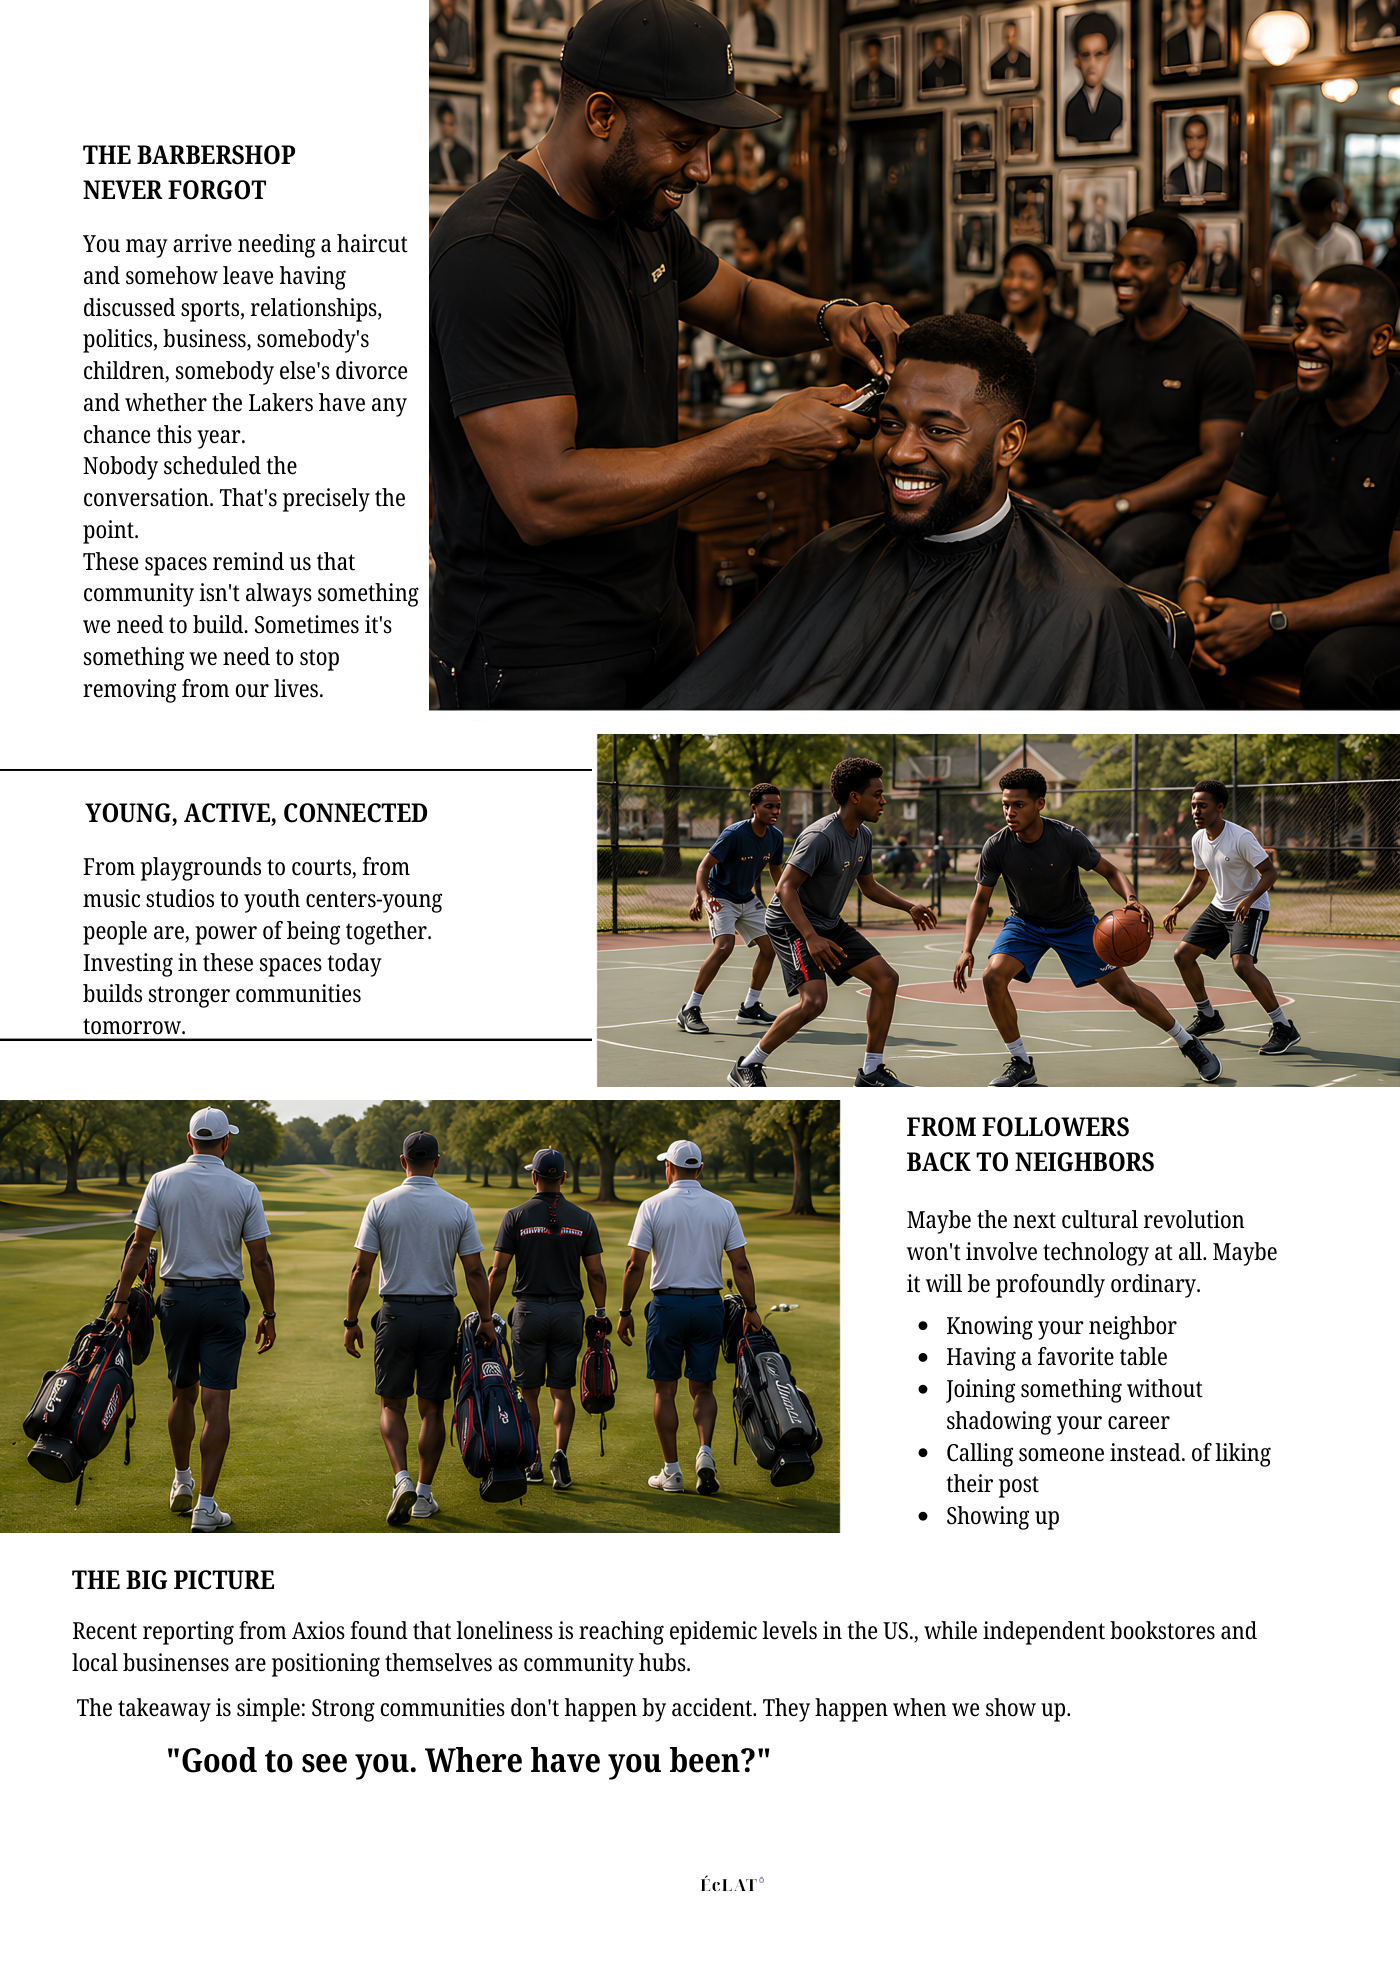 THE BARBERSHOP
NEVER FORGOT
You may arrive needing a haircut
and somehow leave having
discussed sports, relationships,
politics, business, somebody's
children, somebody else's divorce
and whether the Lakers have any
chance this year.
Nobody scheduled the
conversation. That's precisely the
point.
These spaces remind us that
community isn't always something
we need to build. Sometimes it's
something we need to stop
removing from our lives.
YOUNG, ACTIVE, CONNECTED
From playgrounds to courts, from
music studios to youth centers-young
people are, power of being together.
Investing in these spaces today
builds stronger communities
tomorrow.
FROM FOLLOWERS
BACK TO NEIGHBORS
Maybe the next cultural revolution
won't involve technology at all. Maybe
it will be profoundly ordinary.
• Knowing your neighbor
• Having a favorite table
• Joining something without
shadowing your career
• Calling someone instead. of liking
their post
• Showing up
THE BIG PICTURE
Recent reporting from Axios found that loneliness is reaching epidemic levels in the US., while independent bookstores and
local businenses are positioning themselves as community hubs.
The takeaway is simple: Strong communities don't happen by accident. They happen when we show up.
"Good to see you. Where have you been?"
ÉcLAT